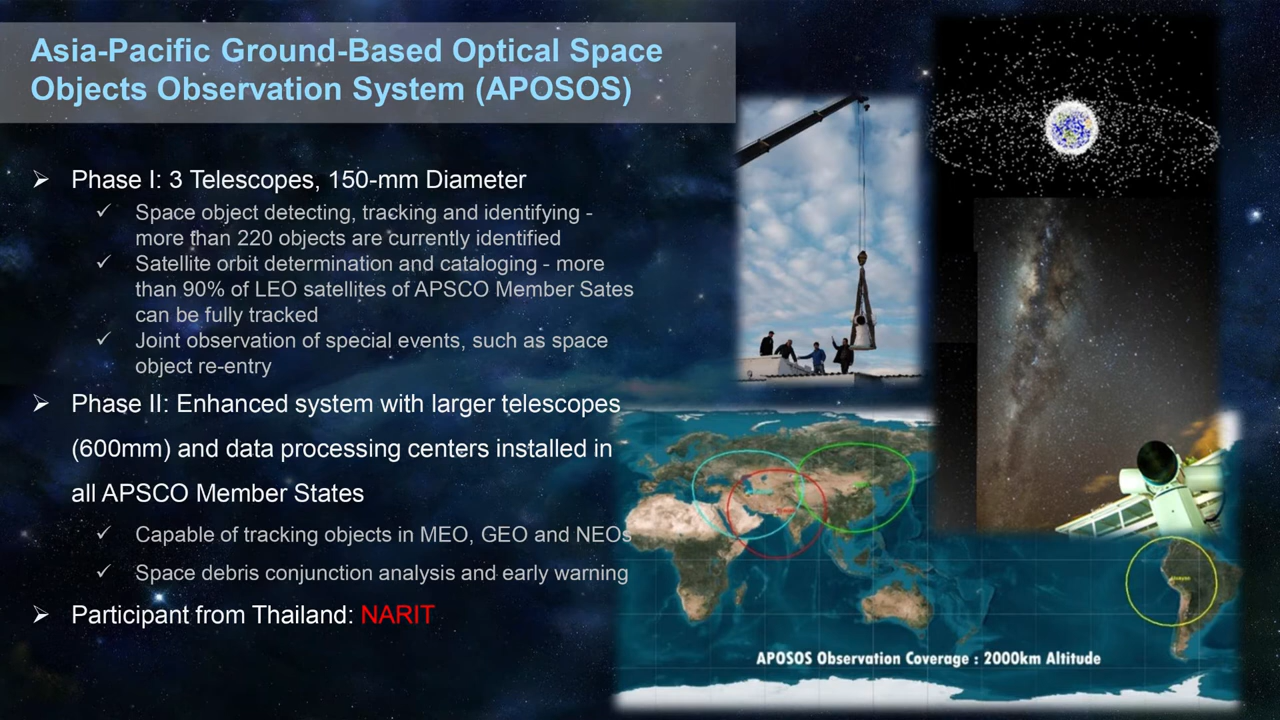 Asia-Pacific Ground-Based Optical Space
Objects Observation System (APOSOS)
➢ Phase I: 3 Telescopes, 150-mm Diameter
✓ Space object detecting, tracking and identifying -
more than 220 objects are currently identified
✓ Satellite orbit determination and cataloging - more
than 90% of LEO satellites of APSCO Member Sates
can be fully tracked
✓ Joint observation of special events, such as space
object re-entry
➢ Phase II: Enhanced system with larger telescopes
(600mm) and data processing centers installed in
all APSCO Member States
✓ Capable of tracking objects in MEO, GEO and NEOs
✓ Space debris conjunction analysis and early warning
➢ Participant from Thailand: NARIT
APOSOS Observation Coverage : 2000km Altitude